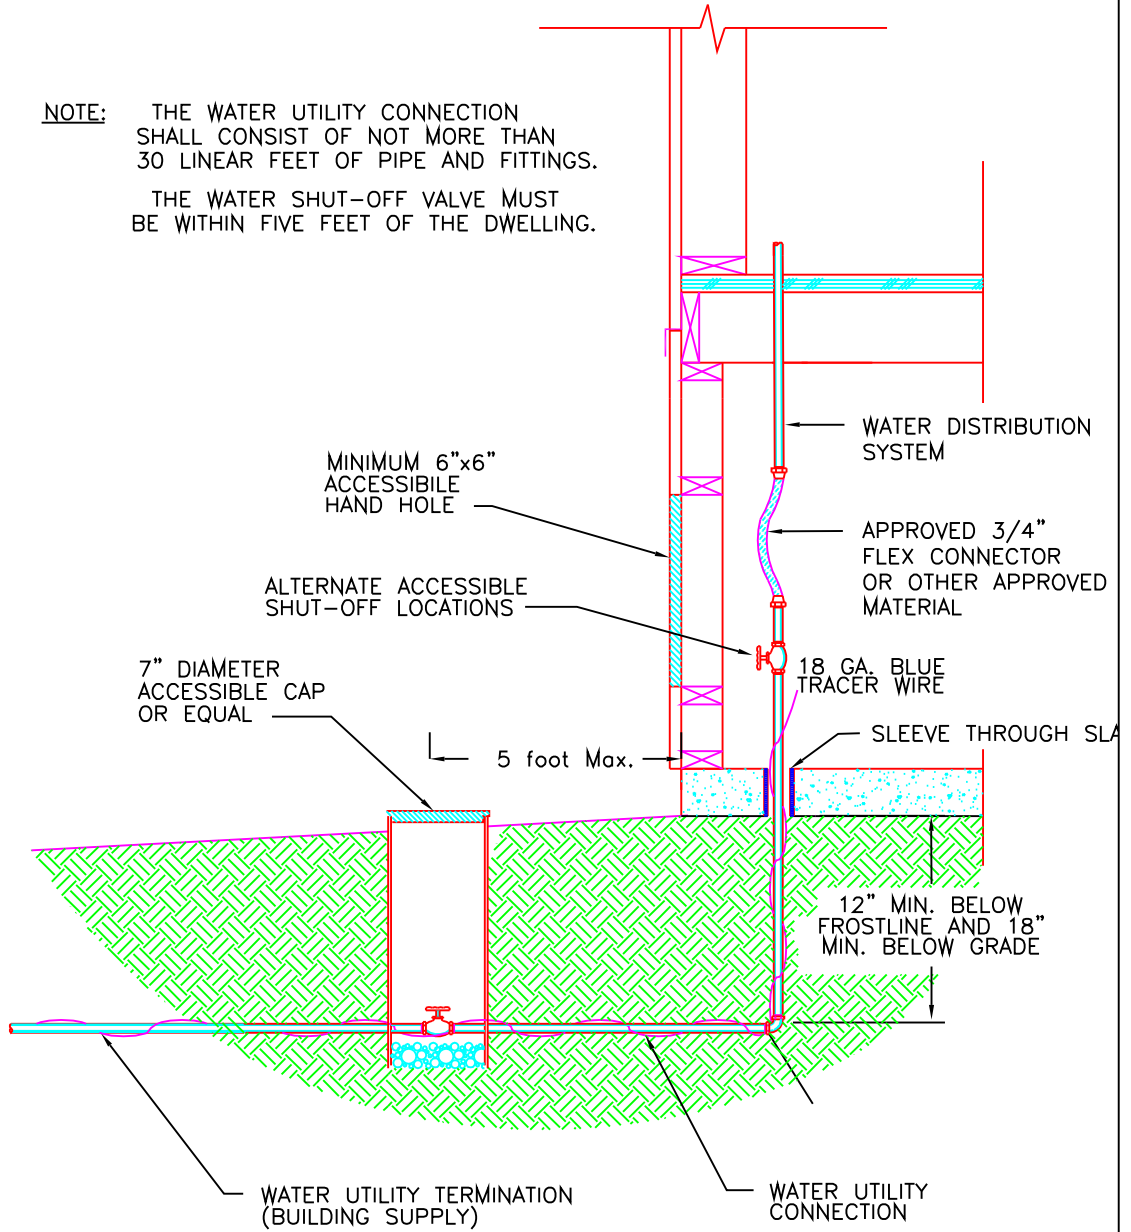 NOTE: THE WATER UTILITY CONNECTION
SHALL CONSIST OF NOT MORE THAN
30 LINEAR FEET OF PIPE AND FITTINGS.
THE WATER SHUT-OFF VALVE MUST
BE WITHIN FIVE FEET OF THE DWELLING.
WATER DISTRIBUTION
SYSTEM
MINIMUM 6"x6"
ACCESSIBILE
HAND HOLE
APPROVED 3/4"
FLEX CONNECTOR
OR OTHER APPROVED
MATERIAL
ALTERNATE ACCESSIBLE
SHUT-OFF LOCATIONS
7" DIAMETER
ACCESSIBLE CAP
OR EQUAL
18 GA. BLUE
TRACER WIRE
SLEEVE THROUGH SLA
5 foot Max.
12" MIN. BELOW
FROSTLINE AND 18"
MIN. BELOW GRADE
WATER UTILITY TERMINATION
(BUILDING SUPPLY)
WATER UTILITY
CONNECTION